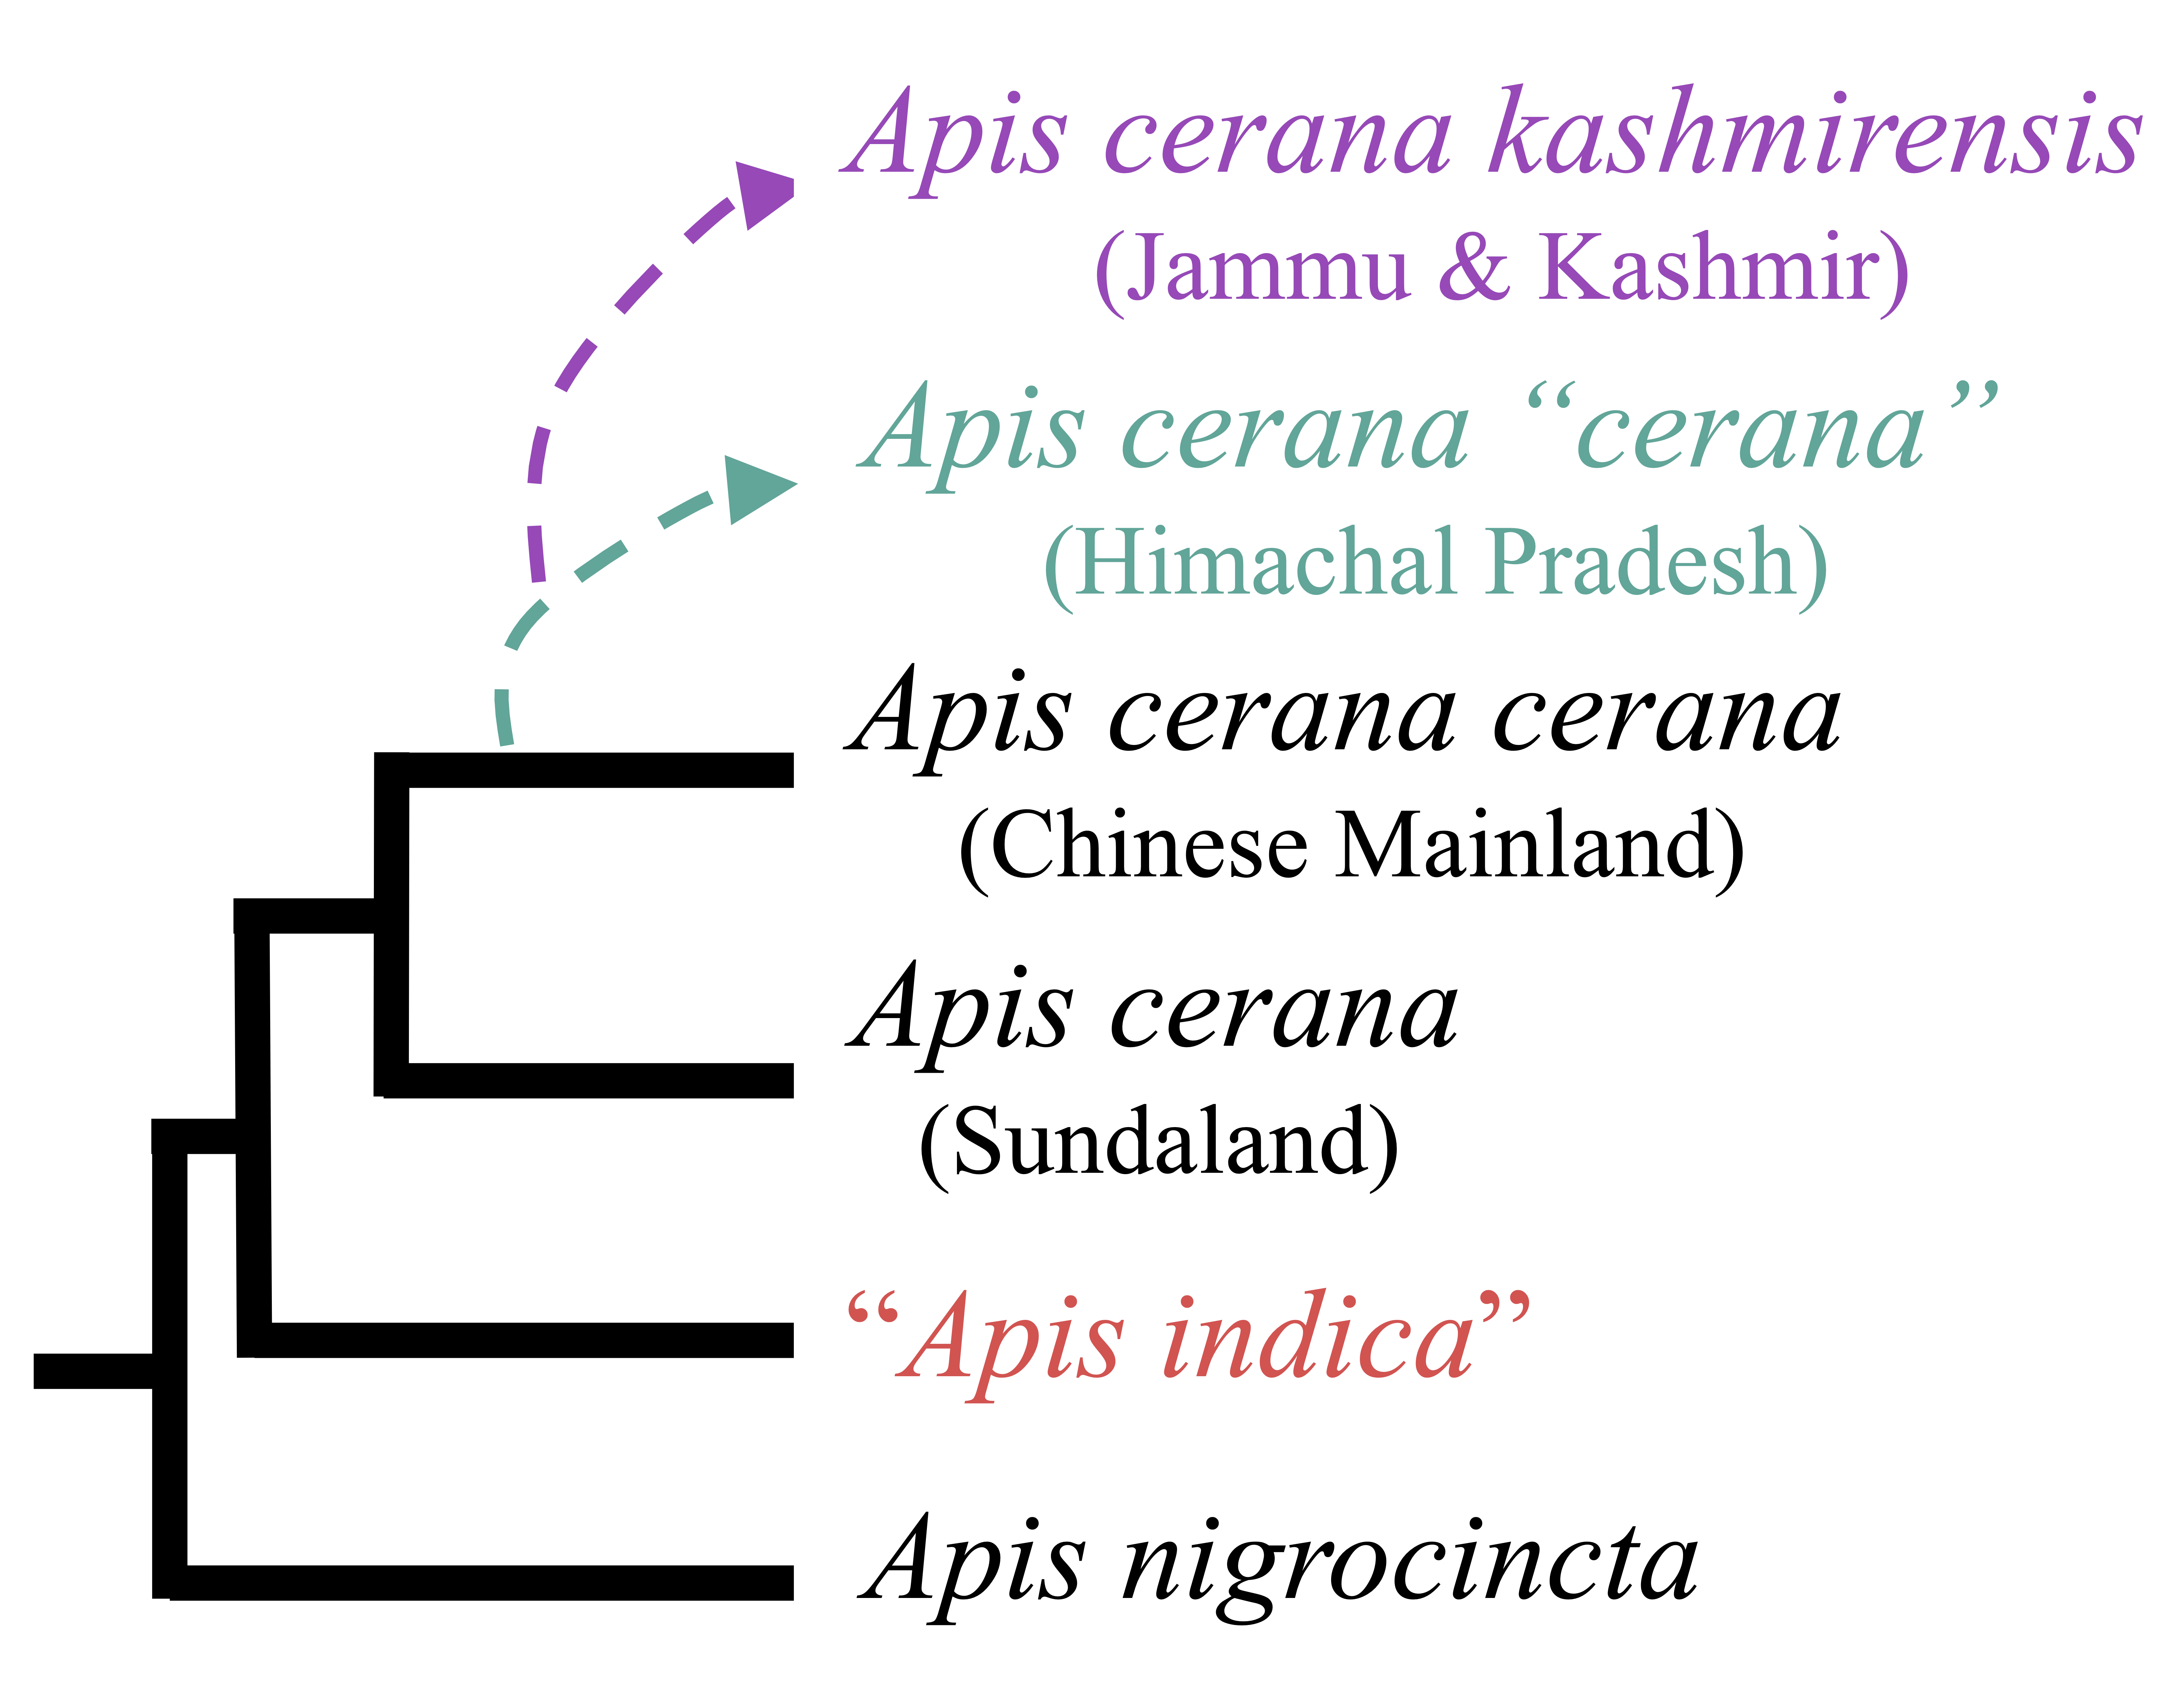 Apis cerana kashmirensis
(Jammu & Kashmir)
Apis cerana “cerana”
(Himachal Pradesh)
Apis cerana cerana
(Chinese Mainland)
Apis cerana
(Sundaland)
“Apis indica”
Apis nigrocincta